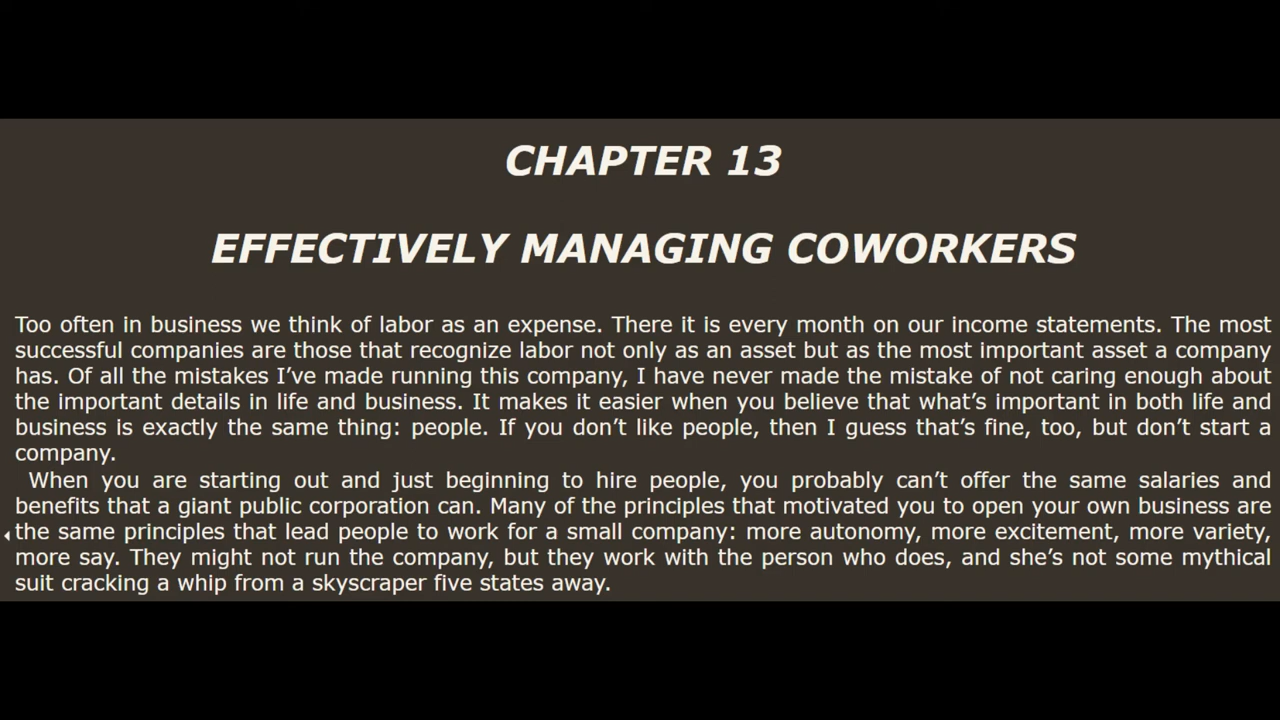 CHAPTER 13
EFFECTIVELY MANAGING COWORKERS
Too often in business we think of labor as an expense. There it is every month on our income statements. The most
successful companies are those that recognize labor not only as an asset but as the most important asset a company
has. Of all the mistakes I’ve made running this company, I have never made the mistake of not caring enough about
the important details in life and business. It makes it easier when you believe that what’s important in both life and
business is exactly the same thing: people. If you don’t like people, then I guess that’s fine, too, but don’t start a
company.
When you are starting out and just beginning to hire people, you probably can’t offer the same salaries and
benefits that a giant public corporation can. Many of the principles that motivated you to open your own business are
the same principles that lead people to work for a small company: more autonomy, more excitement, more variety,
more say. They might not run the company, but they work with the person who does, and she’s not some mythical
suit cracking a whip from a skyscraper five states away.